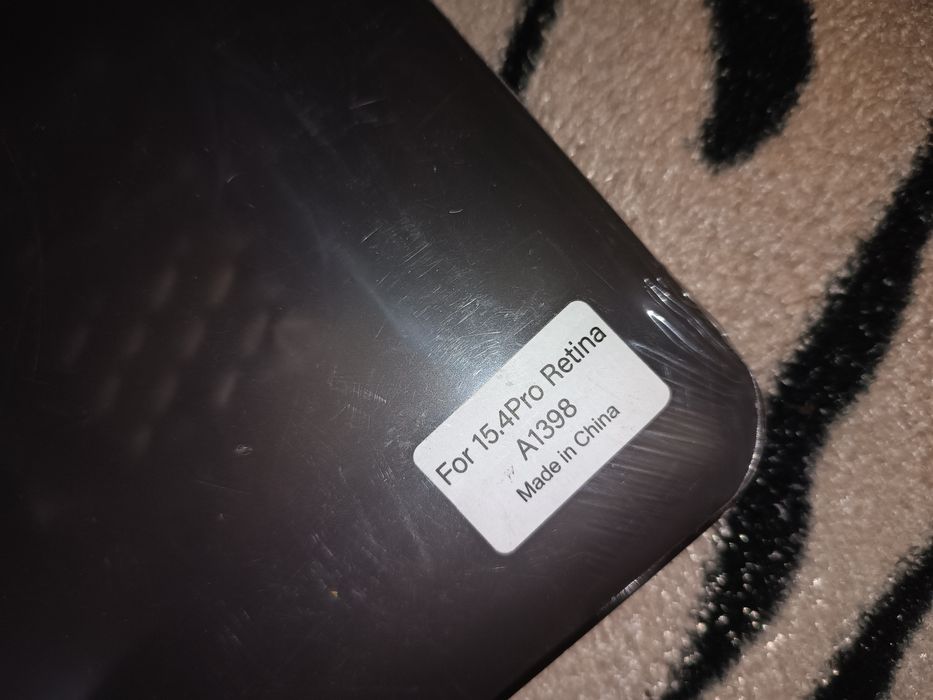 For 15.4Pro Retina
A1398
Made in China